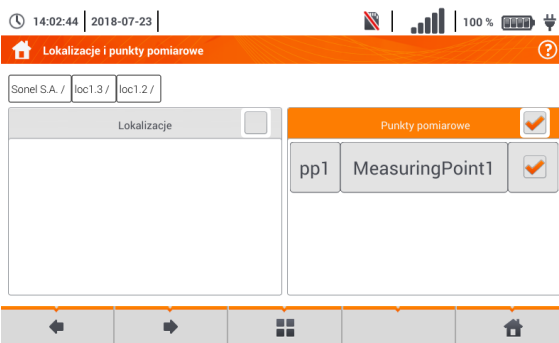 14:02:44 2018-07-23 100 %
Lokalizacje i punkty pomiarowe ?
Sonel S.A. / loc1.3 / loc1.2 /
Lokalizacje Punkty pomiarowe
pp1 MeasuringPoint1